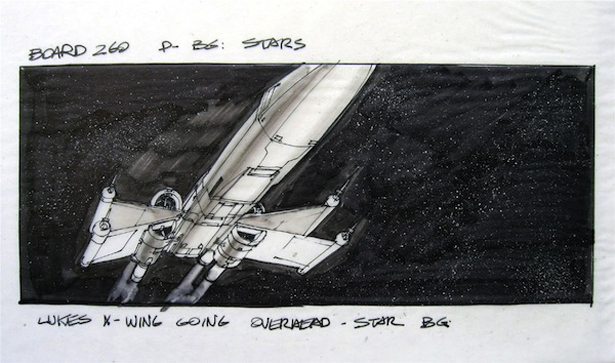 BOARD 260 P- BG: STARS
LUKES X-WING GOING OVERHEAD - STAR BG.